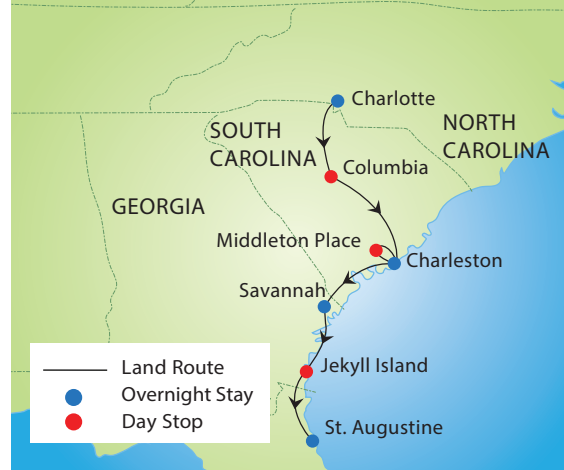 Charlotte
SOUTH
CAROLINA
NORTH
CAROLINA
Columbia
GEORGIA
Middleton Place
Charleston
Savannah
Jekyll Island
St. Augustine
Land Route
Overnight Stay
Day Stop